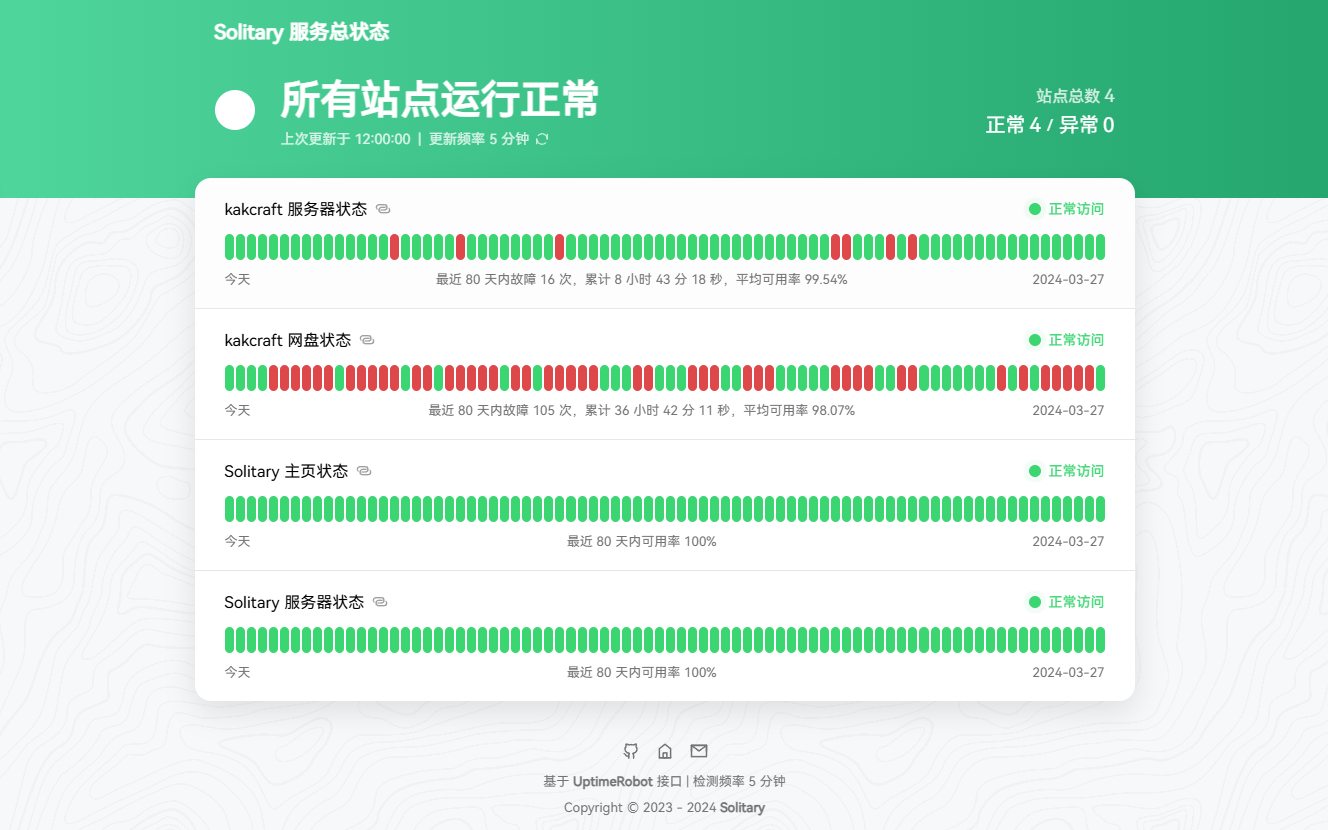 Solitary 服务总状态
所有站点运行正常
上次更新于 12:00:00 | 更新频率 5 分钟
站点总数 4
正常 4 / 异常 0
kakcraft 服务器状态
正常访问
今天
最近 80 天内故障 16 次，累计 8 小时 43 分 18 秒，平均可用率 99.54%
2024-03-27
kakcraft 网盘状态
正常访问
今天
最近 80 天内故障 105 次，累计 36 小时 42 分 11 秒，平均可用率 98.07%
2024-03-27
Solitary 主页状态
正常访问
今天
最近 80 天内可用率 100%
2024-03-27
Solitary 服务器状态
正常访问
今天
最近 80 天内可用率 100%
2024-03-27
基于 UptimeRobot 接口 | 检测频率 5 分钟
Copyright © 2023 - 2024 Solitary